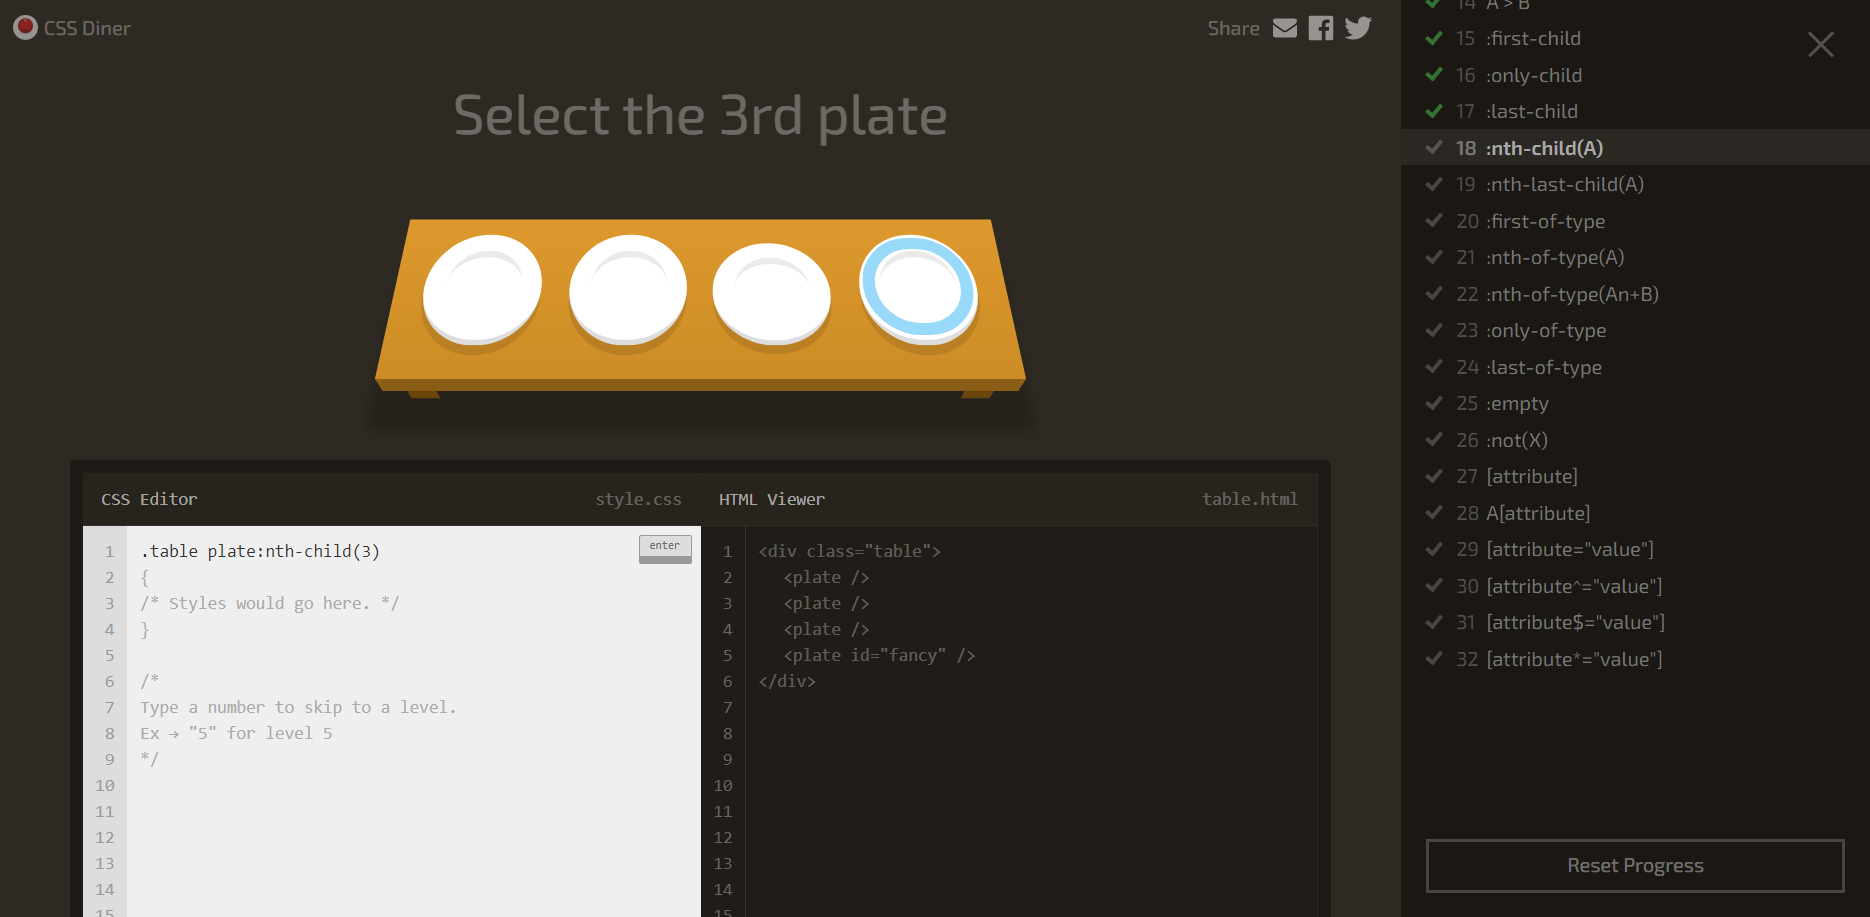 CSS Diner
Share
Select the 3rd plate
CSS Editor
style.css
1 .table plate:nth-child(3)
enter
2 {
3 /* Styles would go here. */
4 }
5
6 /*
7 Type a number to skip to a level.
8 Ex → "5" for level 5
9 */
10
11
12
13
14
15
HTML Viewer
table.html
1 <div class="table">
2 <plate />
3 <plate />
4 <plate />
5 <plate id="fancy" />
6 </div>
7
8
9
10
11
12
13
14
15
14 A > B
15 :first-child
16 :only-child
17 :last-child
18 :nth-child(A)
19 :nth-last-child(A)
20 :first-of-type
21 :nth-of-type(A)
22 :nth-of-type(An+B)
23 :only-of-type
24 :last-of-type
25 :empty
26 :not(X)
27 [attribute]
28 A[attribute]
29 [attribute="value"]
30 [attribute^="value"]
31 [attribute$="value"]
32 [attribute*="value"]
Reset Progress